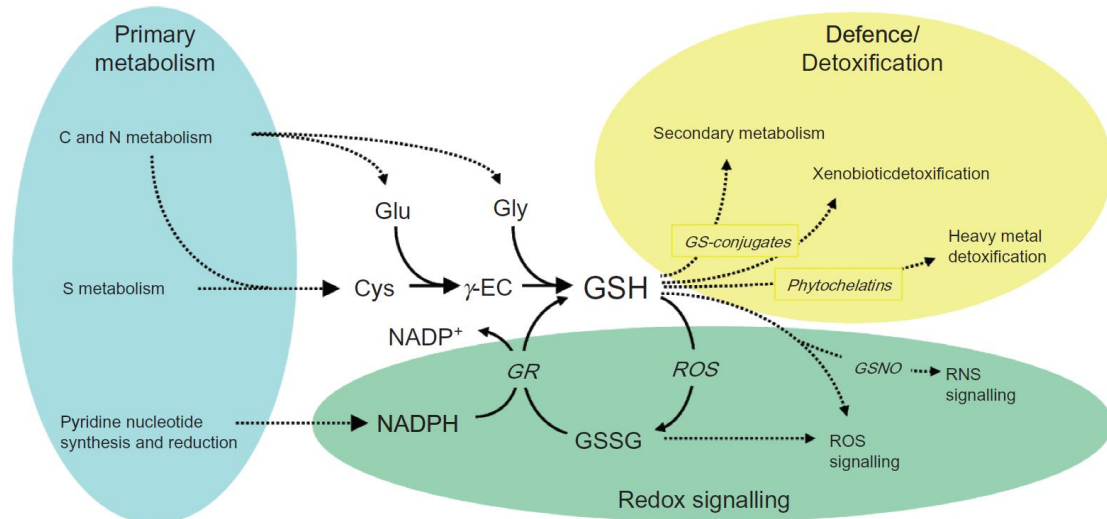 Primary
metabolism
Defence/
Detoxification
C and N metabolism
Secondary metabolism
Xenobioticdetoxification
Glu
Gly
GS-conjugates
Heavy metal
detoxification
S metabolism
Cys
γ-EC
GSH
Phytochelatins
NADP+
GR
ROS
GSNO
RNS
signalling
Pyridine nucleotide
synthesis and reduction
NADPH
GSSG
ROS
signalling
Redox signalling